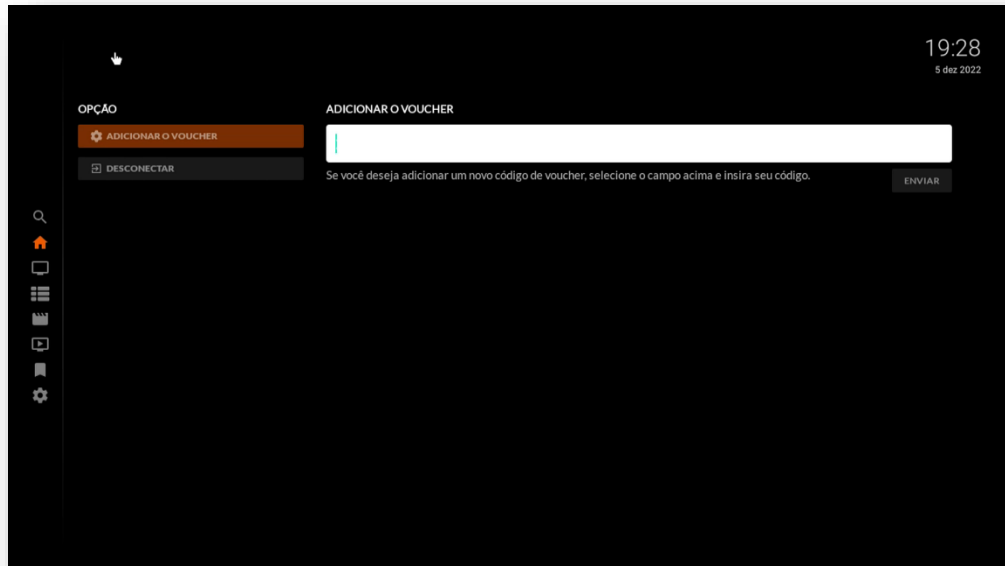 19:28
5 dez 2022
OPÇÃO
ADICIONAR O VOUCHER
DESCONECTAR
ADICIONAR O VOUCHER
Se você deseja adicionar um novo código de voucher, selecione o campo acima e insira seu código.
ENVIAR